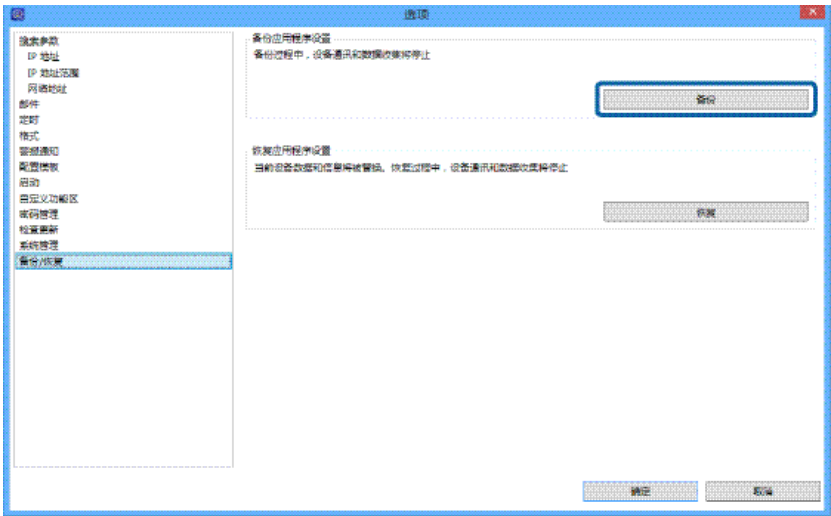 选项
搜索参数
IP 地址
IP 地址范围
网络地址
邮件
定时
格式
警报通知
配置模板
启动
自定义功能区
密码管理
检查更新
系统管理
备份/恢复
备份应用程序设置
备份过程中，设备通讯和数据收集将停止
备份
恢复应用程序设置
当前设备数据和信息将被替换。恢复过程中，设备通讯和数据收集将停止
恢复
确定
取消